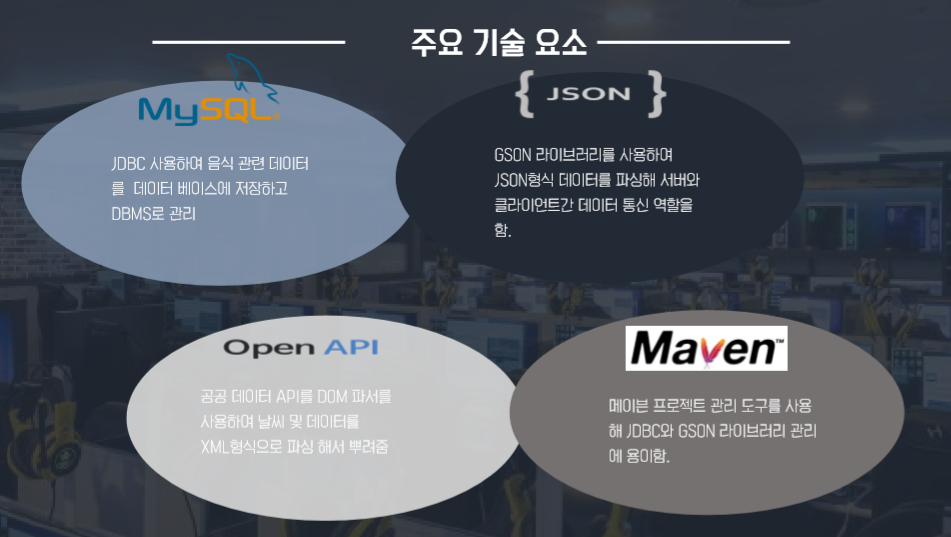 주요 기술 요소
MySQL
JDBC 사용하여 음식 관련 데이터
를 데이터 베이스에 저장하고
DBMS로 관리
{ JSON }
GSON 라이브러리를 사용하여
JSON형식 데이터를 파싱해 서버와
클라이언트간 데이터 통신 역할을
함.
Open API
공공 데이터 API를 DOM 파서를
사용하여 날씨 및 데이터를
XML형식으로 파싱 해서 뿌려줌
Maven™
메이븐 프로젝트 관리 도구를 사용
해 JDBC와 GSON 라이브러리 관리
에 용이함.